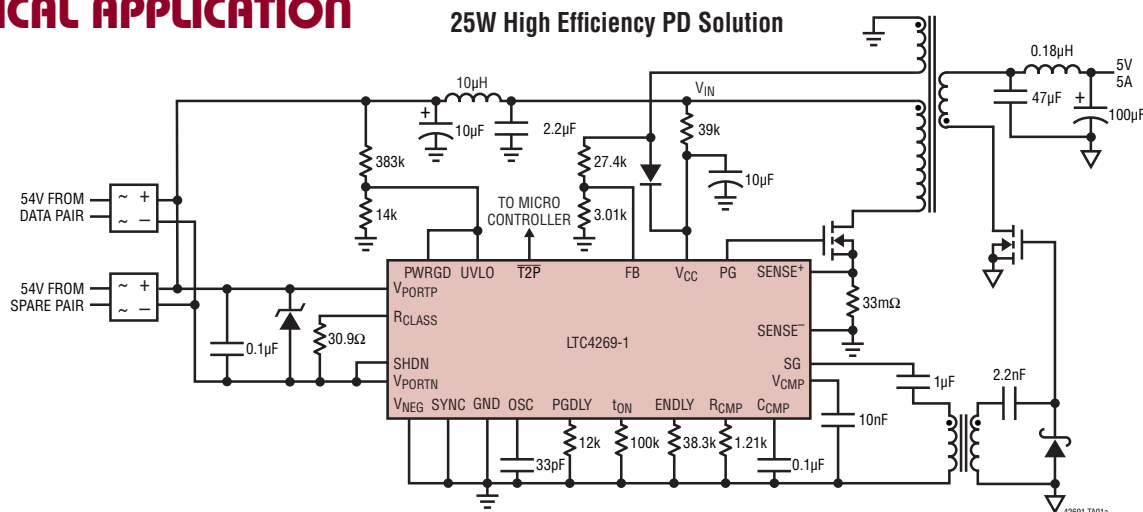 ICAL APPLICATION
25W High Efficiency PD Solution
0.18µH
5V
5A
10µH
VIN
47µF
+
100µF
+
10µF
2.2µF
39k
383k
27.4k
10µF
54V FROM
DATA PAIR
~ +
~ –
14k
TO MICRO
CONTROLLER
3.01k
PWRGD UVLO T2P FB VCC PG SENSE+
54V FROM
SPARE PAIR
~ +
~ –
VPORTP
33mΩ
RCLASS
30.9Ω
0.1µF
SENSE–
LTC4269-1
SHDN
SG
VPORTN
VCMP
1µF
2.2nF
VNEG SYNC GND OSC PGDLY tON ENDLY RCMP CCMP
10nF
12k
100k
38.3k
1.21k
33pF
0.1µF
42691 TA01a